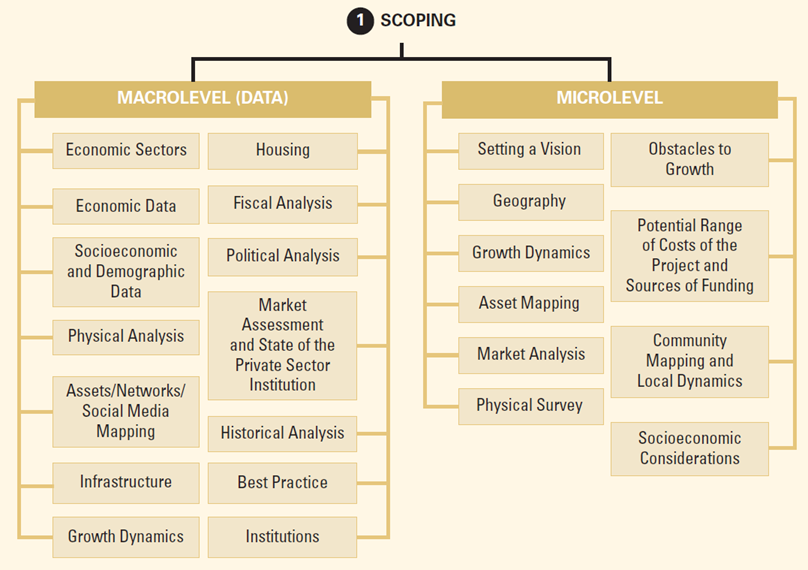 1 SCOPING
MACROLEVEL (DATA)
Economic Sectors
Economic Data
Socioeconomic
and Demographic
Data
Physical Analysis
Assets/Networks/
Social Media
Mapping
Infrastructure
Growth Dynamics
Housing
Fiscal Analysis
Political Analysis
Market
Assessment
and State of the
Private Sector
Institution
Historical Analysis
Best Practice
Institutions
MICROLEVEL
Setting a Vision
Geography
Growth Dynamics
Asset Mapping
Market Analysis
Physical Survey
Obstacles to
Growth
Potential Range
of Costs of the
Project and
Sources of Funding
Community
Mapping and
Local Dynamics
Socioeconomic
Considerations